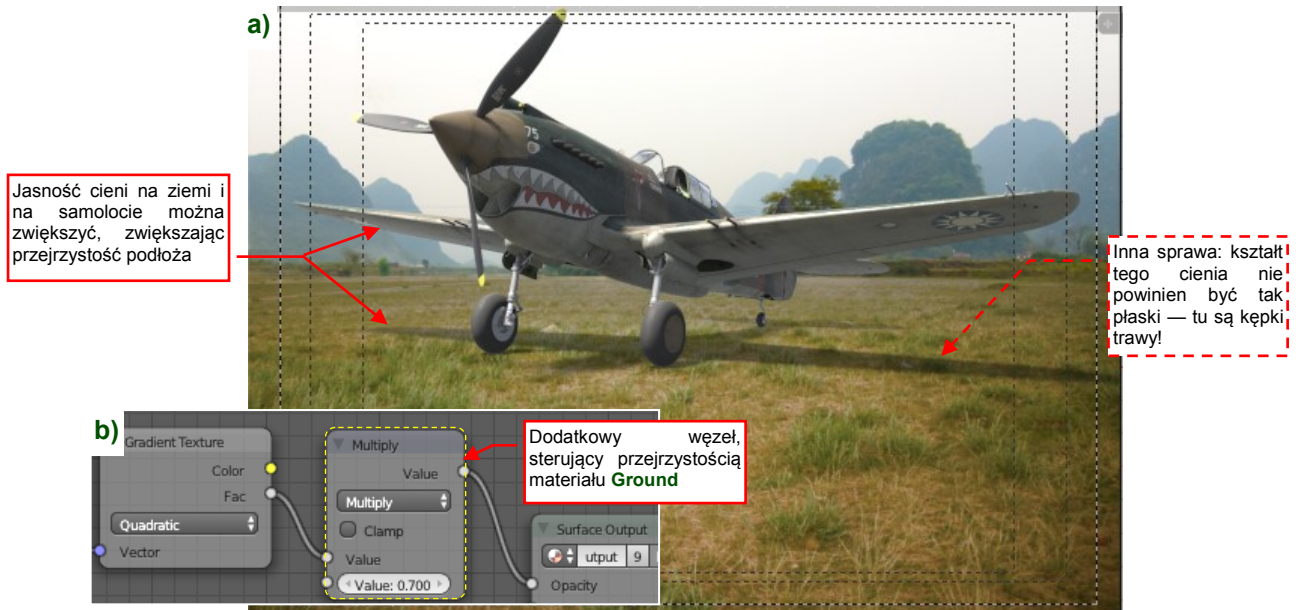 a)
75
Jasność cieni na ziemi i
na samolocie można
zwiększyć, zwiększając
przejrzystość podłoża
Inna sprawa: kształt
tego cienia nie
powinien być tak
płaski — tu są kępki
trawy!
b)
Gradient Texture
Color
Fac
Quadratic
Vector
Multiply
Value
Multiply
Clamp
Value
Value: 0.700
Dodatkowy węzeł,
sterujący przejrzystością
materiału Ground
Surface Output
utput 9
Opacity